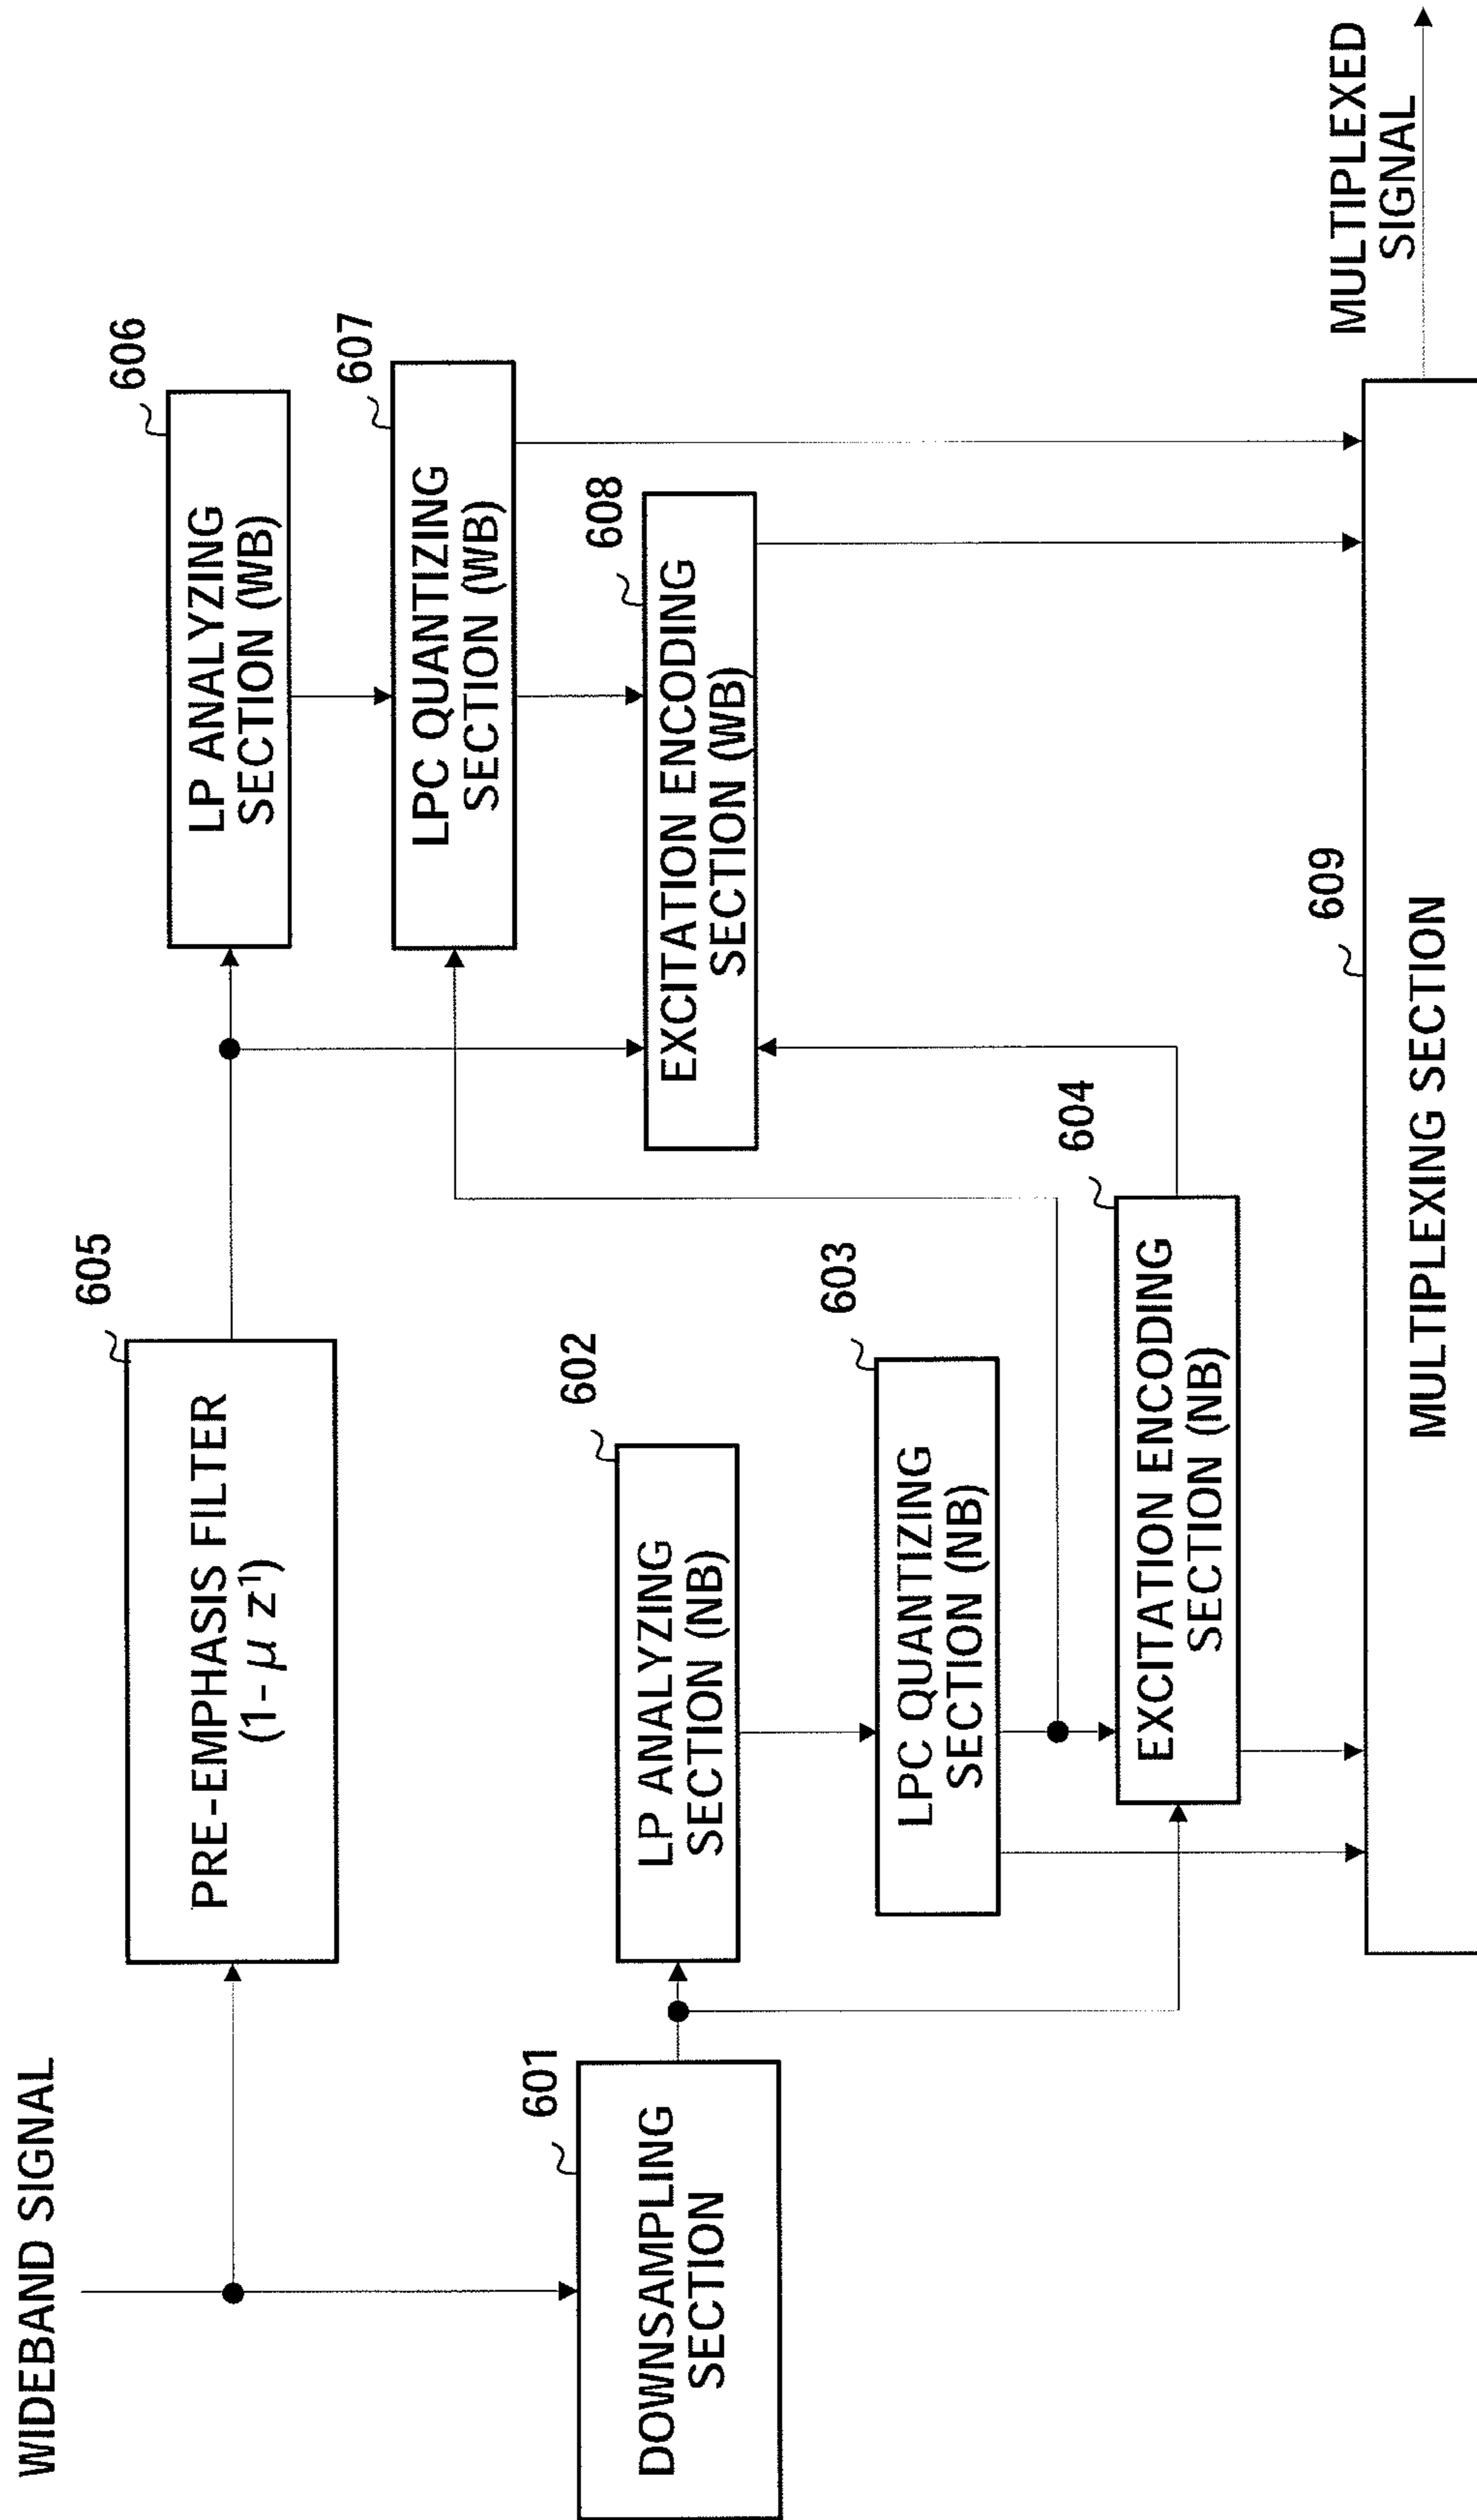 WIDEBAND SIGNAL
605
PRE-EMPHASIS FILTER
(1-μ z¹)
606
LP ANALYZING
SECTION (WB)
607
LPC QUANTIZING
SECTION (WB)
601
DOWNSAMPLING
SECTION
602
LP ANALYZING
SECTION (NB)
608
EXCITATION ENCODING
SECTION (WB)
603
LPC QUANTIZING
SECTION (NB)
604
EXCITATION ENCODING
SECTION (NB)
609
MULTIPLEXING SECTION
MULTIPLEXED
SIGNAL